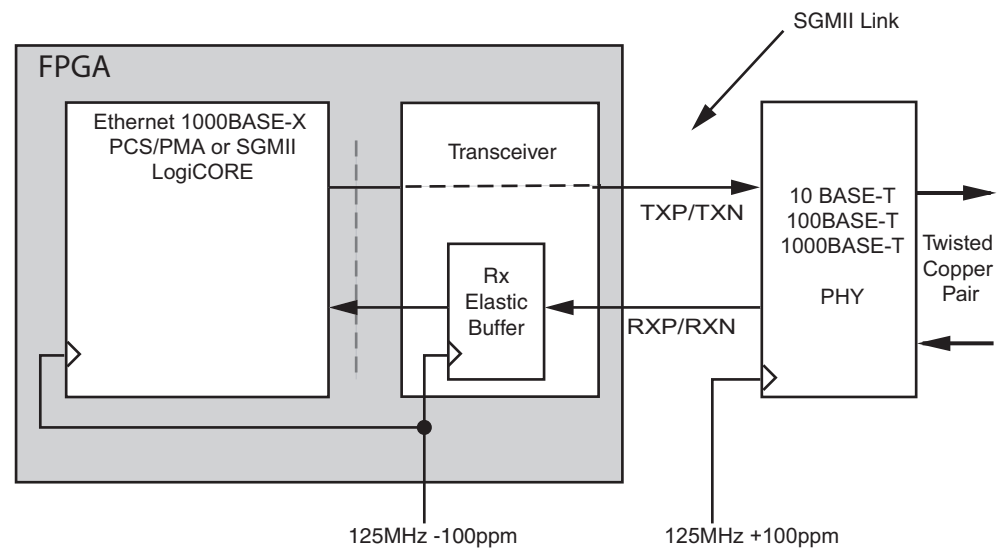 SGMII Link
FPGA
Ethernet 1000BASE-X
PCS/PMA or SGMII
LogiCORE
Transceiver
TXP/TXN
Rx
Elastic
Buffer
RXP/RXN
10 BASE-T
100BASE-T
1000BASE-T
PHY
Twisted
Copper
Pair
125MHz -100ppm
125MHz +100ppm